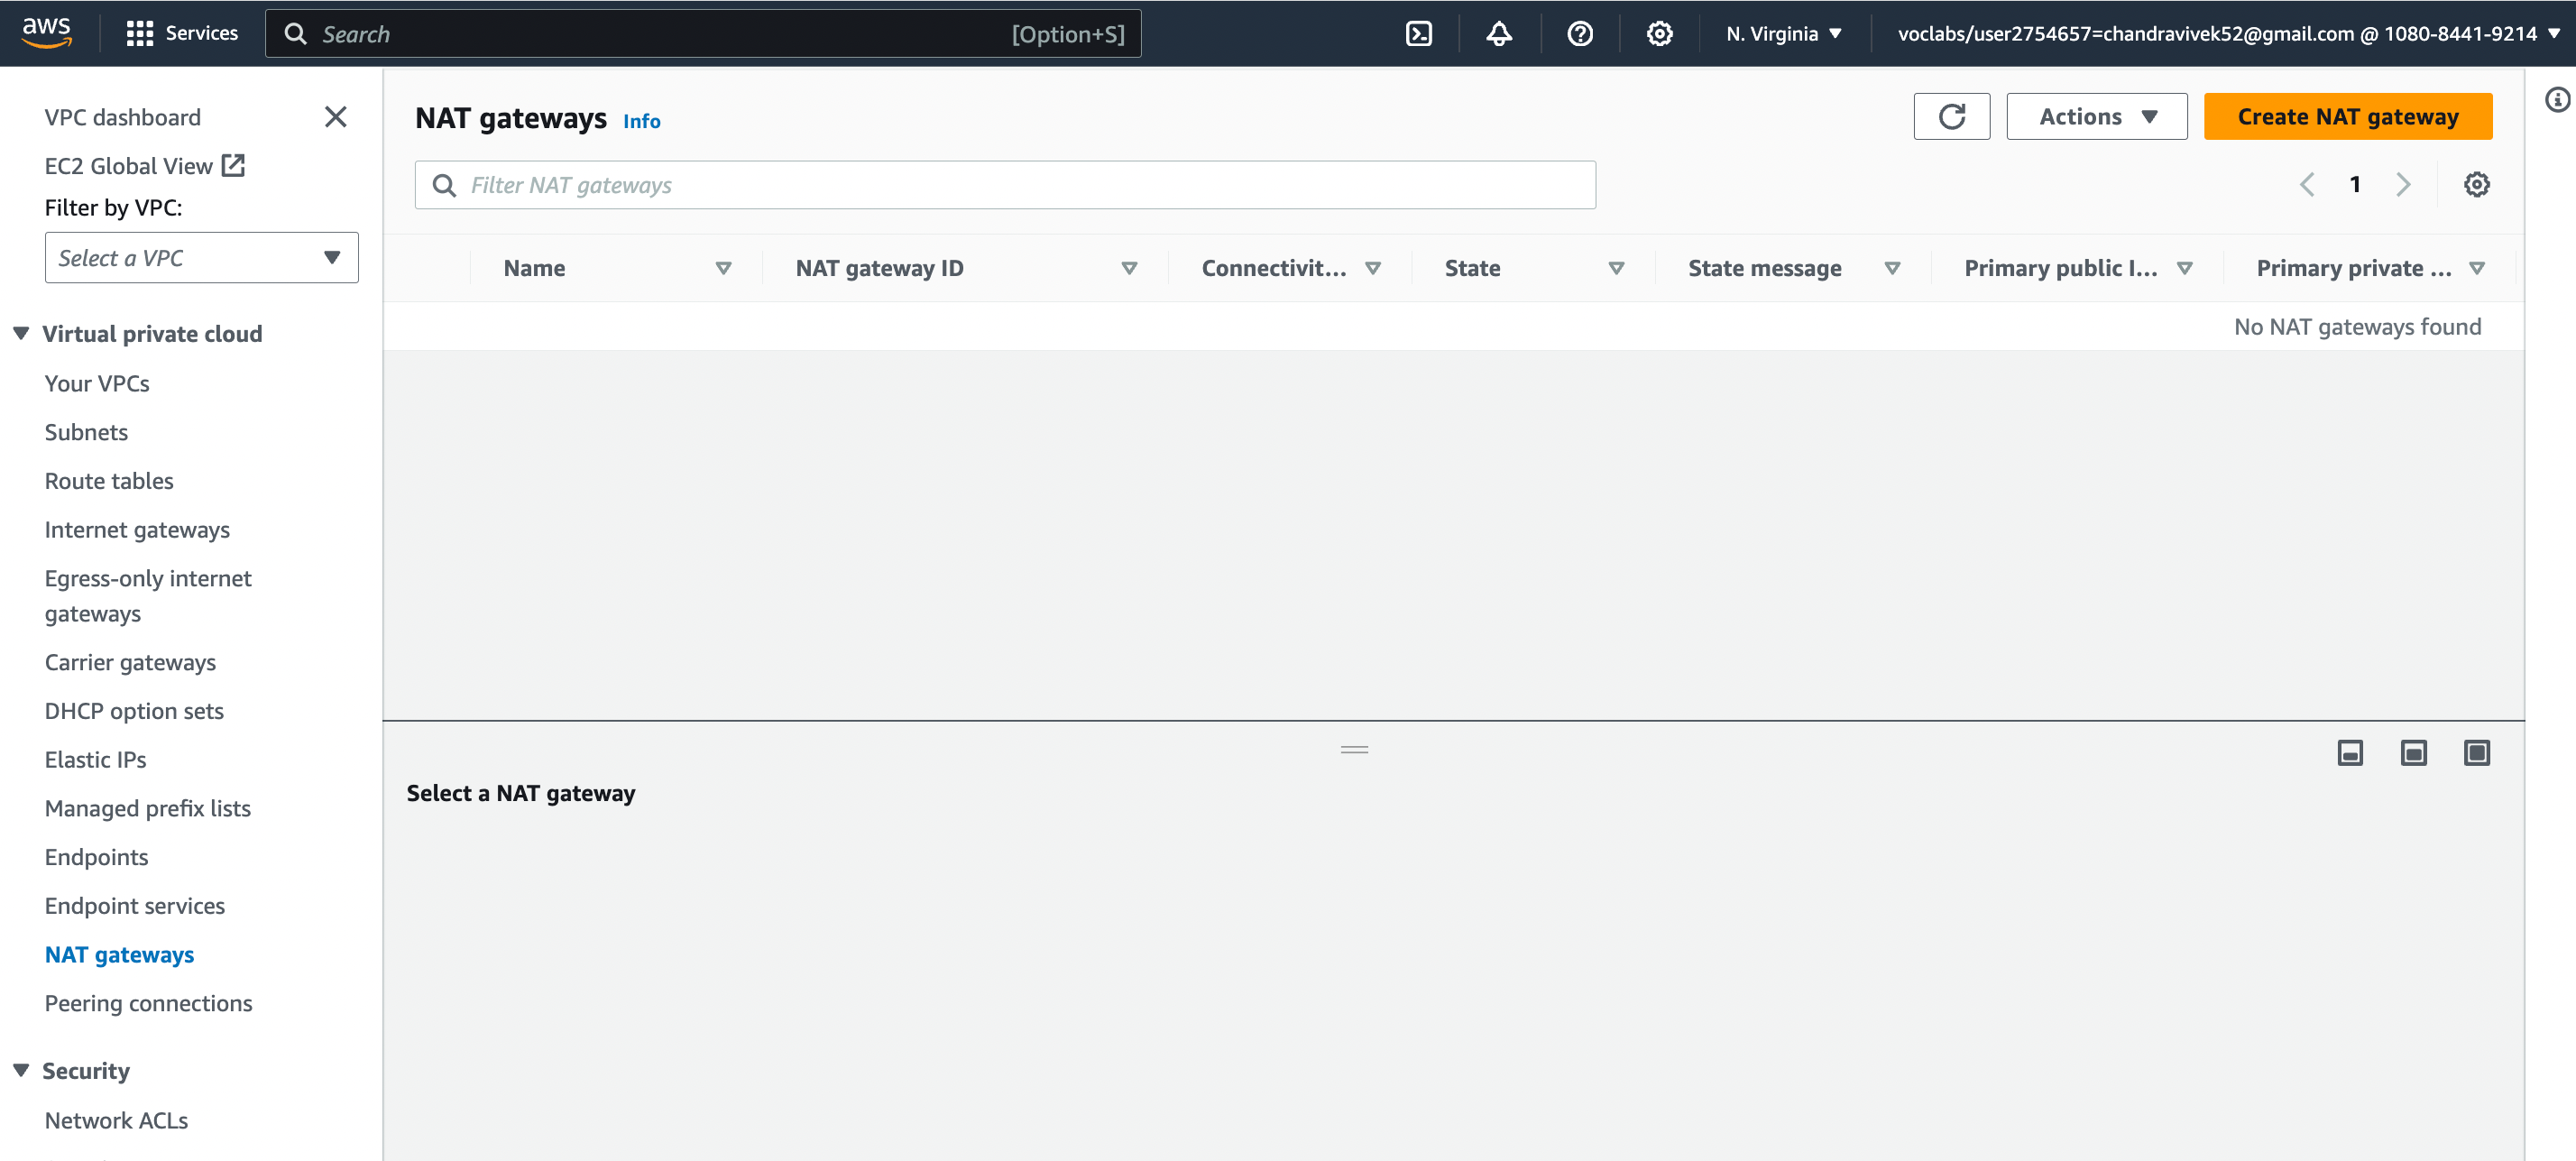 aws
Services
Search
[Option+S]
N. Virginia
voclabs/user2754657=chandravivek52@gmail.com @ 1080-8441-9214
VPC dashboard
EC2 Global View
Filter by VPC:
Select a VPC
Virtual private cloud
Your VPCs
Subnets
Route tables
Internet gateways
Egress-only internet
gateways
Carrier gateways
DHCP option sets
Elastic IPs
Managed prefix lists
Endpoints
Endpoint services
NAT gateways
Peering connections
Security
Network ACLs
NAT gateways Info
Actions
Create NAT gateway
Filter NAT gateways
1
Name
NAT gateway ID
Connectivit...
State
State message
Primary public I...
Primary private ...
No NAT gateways found
Select a NAT gateway